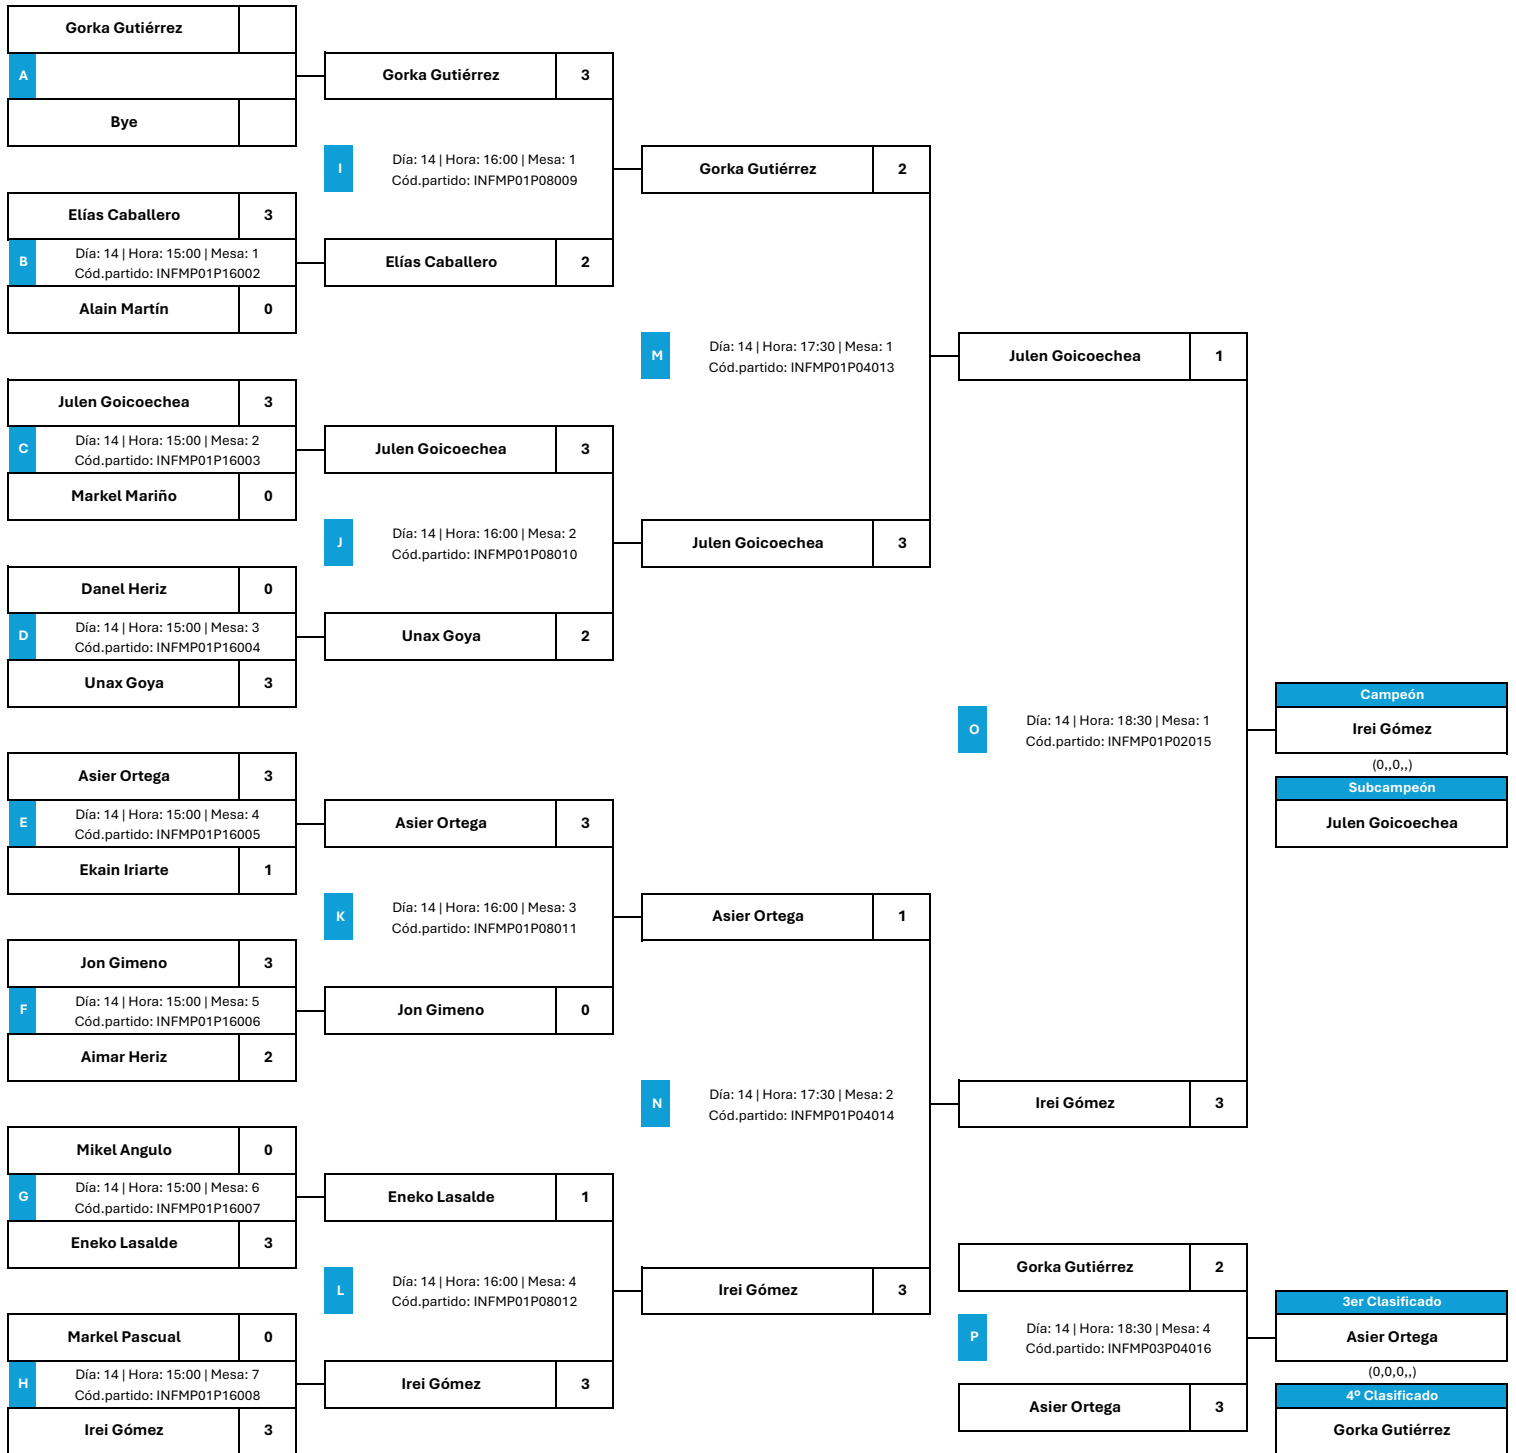 Gorka Gutiérrez
A
Bye
Elías Caballero 3
B Día: 14 | Hora: 15:00 | Mesa: 1
Cód.partido: INFMP01P16002
Alain Martín 0
Julen Goicoechea 3
C Día: 14 | Hora: 15:00 | Mesa: 2
Cód.partido: INFMP01P16003
Markel Mariño 0
Danel Heriz 0
D Día: 14 | Hora: 15:00 | Mesa: 3
Cód.partido: INFMP01P16004
Unax Goya 3
Asier Ortega 3
E Día: 14 | Hora: 15:00 | Mesa: 4
Cód.partido: INFMP01P16005
Ekain Iriarte 1
Jon Gimeno 3
F Día: 14 | Hora: 15:00 | Mesa: 5
Cód.partido: INFMP01P16006
Aimar Heriz 2
Mikel Angulo 0
G Día: 14 | Hora: 15:00 | Mesa: 6
Cód.partido: INFMP01P16007
Eneko Lasalde 3
Markel Pascual 0
H Día: 14 | Hora: 15:00 | Mesa: 7
Cód.partido: INFMP01P16008
Irei Gómez 3
Gorka Gutiérrez 3
I Día: 14 | Hora: 16:00 | Mesa: 1
Cód.partido: INFMP01P08009
Elías Caballero 2
Julen Goicoechea 3
J Día: 14 | Hora: 16:00 | Mesa: 2
Cód.partido: INFMP01P08010
Unax Goya 2
Asier Ortega 3
K Día: 14 | Hora: 16:00 | Mesa: 3
Cód.partido: INFMP01P08011
Jon Gimeno 0
Eneko Lasalde 1
L Día: 14 | Hora: 16:00 | Mesa: 4
Cód.partido: INFMP01P08012
Irei Gómez 3
Gorka Gutiérrez 2
M Día: 14 | Hora: 17:30 | Mesa: 1
Cód.partido: INFMP01P04013
Julen Goicoechea 3
Asier Ortega 1
N Día: 14 | Hora: 17:30 | Mesa: 2
Cód.partido: INFMP01P04014
Irei Gómez 3
Julen Goicoechea 1
O Día: 14 | Hora: 18:30 | Mesa: 1
Cód.partido: INFMP01P02015
Irei Gómez 3
Gorka Gutiérrez 2
P Día: 14 | Hora: 18:30 | Mesa: 4
Cód.partido: INFMP03P04016
Asier Ortega 3
Campeón
Irei Gómez
(0,,0,,)
Subcampeón
Julen Goicoechea
3er Clasificado
Asier Ortega
(0,0,0,,)
4º Clasificado
Gorka Gutiérrez